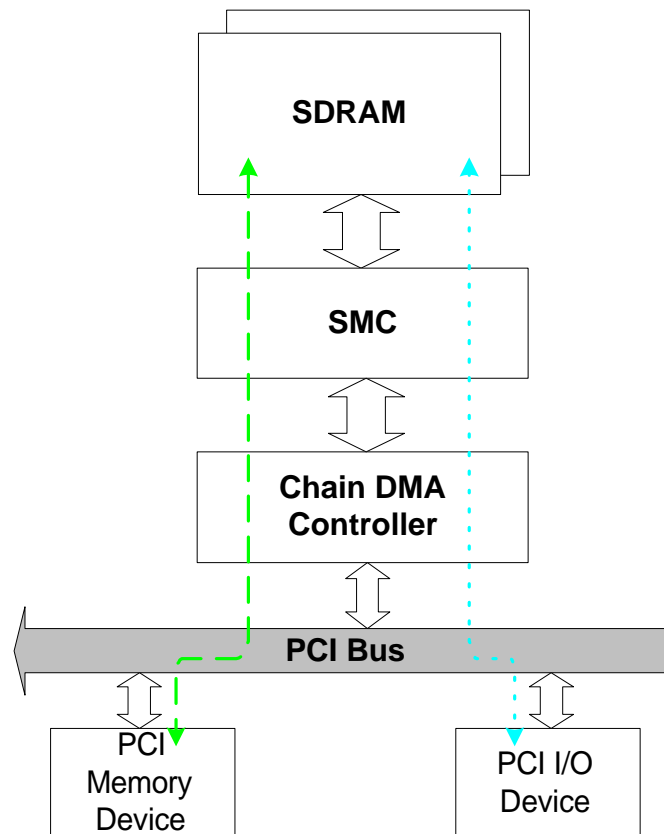 SDRAM
SMC
Chain DMA
Controller
PCI Bus
PCI
Memory
Device
PCI I/O
Device